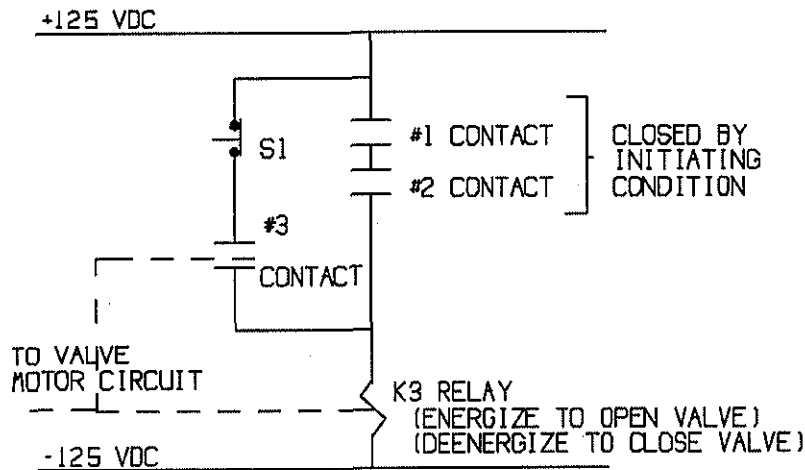 +125 VDC
S1
#1 CONTACT
#2 CONTACT
CLOSED BY
INITIATING
CONDITION
#3
CONTACT
TO VALVE
MOTOR CIRCUIT
K3 RELAY
(ENERGIZE TO OPEN VALVE)
(DEENERGIZE TO CLOSE VALVE)
-125 VDC